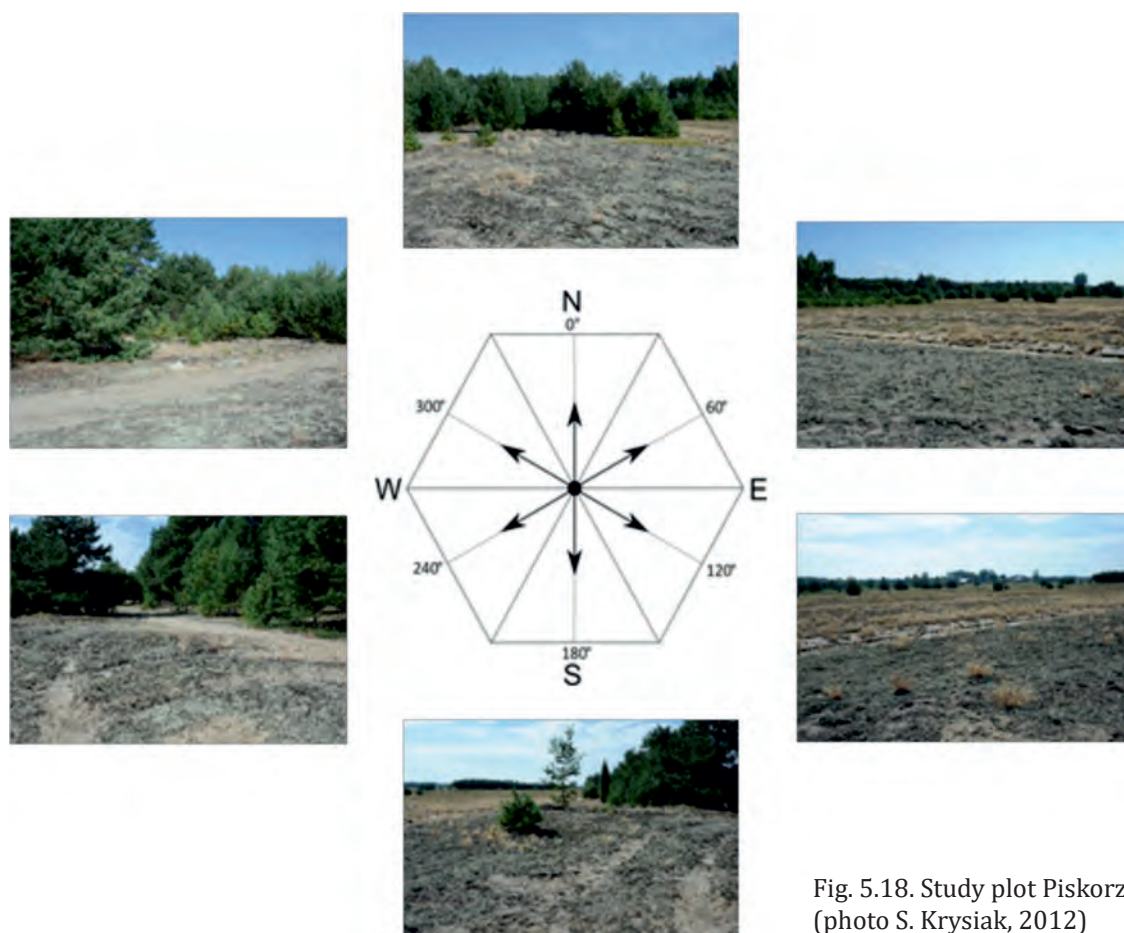 N
0°
300°
60°
W
E
240°
120°
180°
S
Fig. 5.18. Study plot Piskorz
(photo S. Krysiak, 2012)